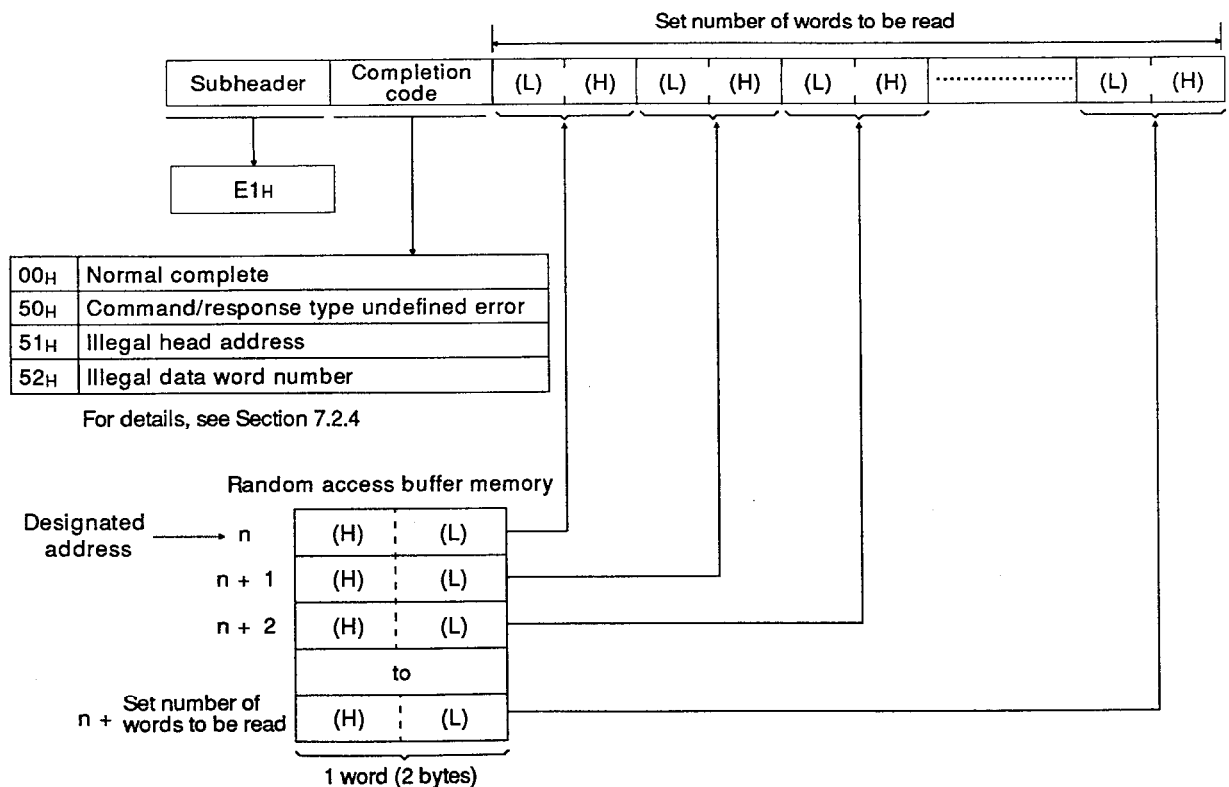 Set number of words to be read
Subheader Completion code (L) (H) (L) (H) (L) (H) (L) (H)
E1H
00H Normal complete
50H Command/response type undefined error
51H Illegal head address
52H Illegal data word number
For details, see Section 7.2.4
Random access buffer memory
Designated address n (H) (L)
n + 1 (H) (L)
n + 2 (H) (L)
to
n + Set number of words to be read (H) (L)
1 word (2 bytes)